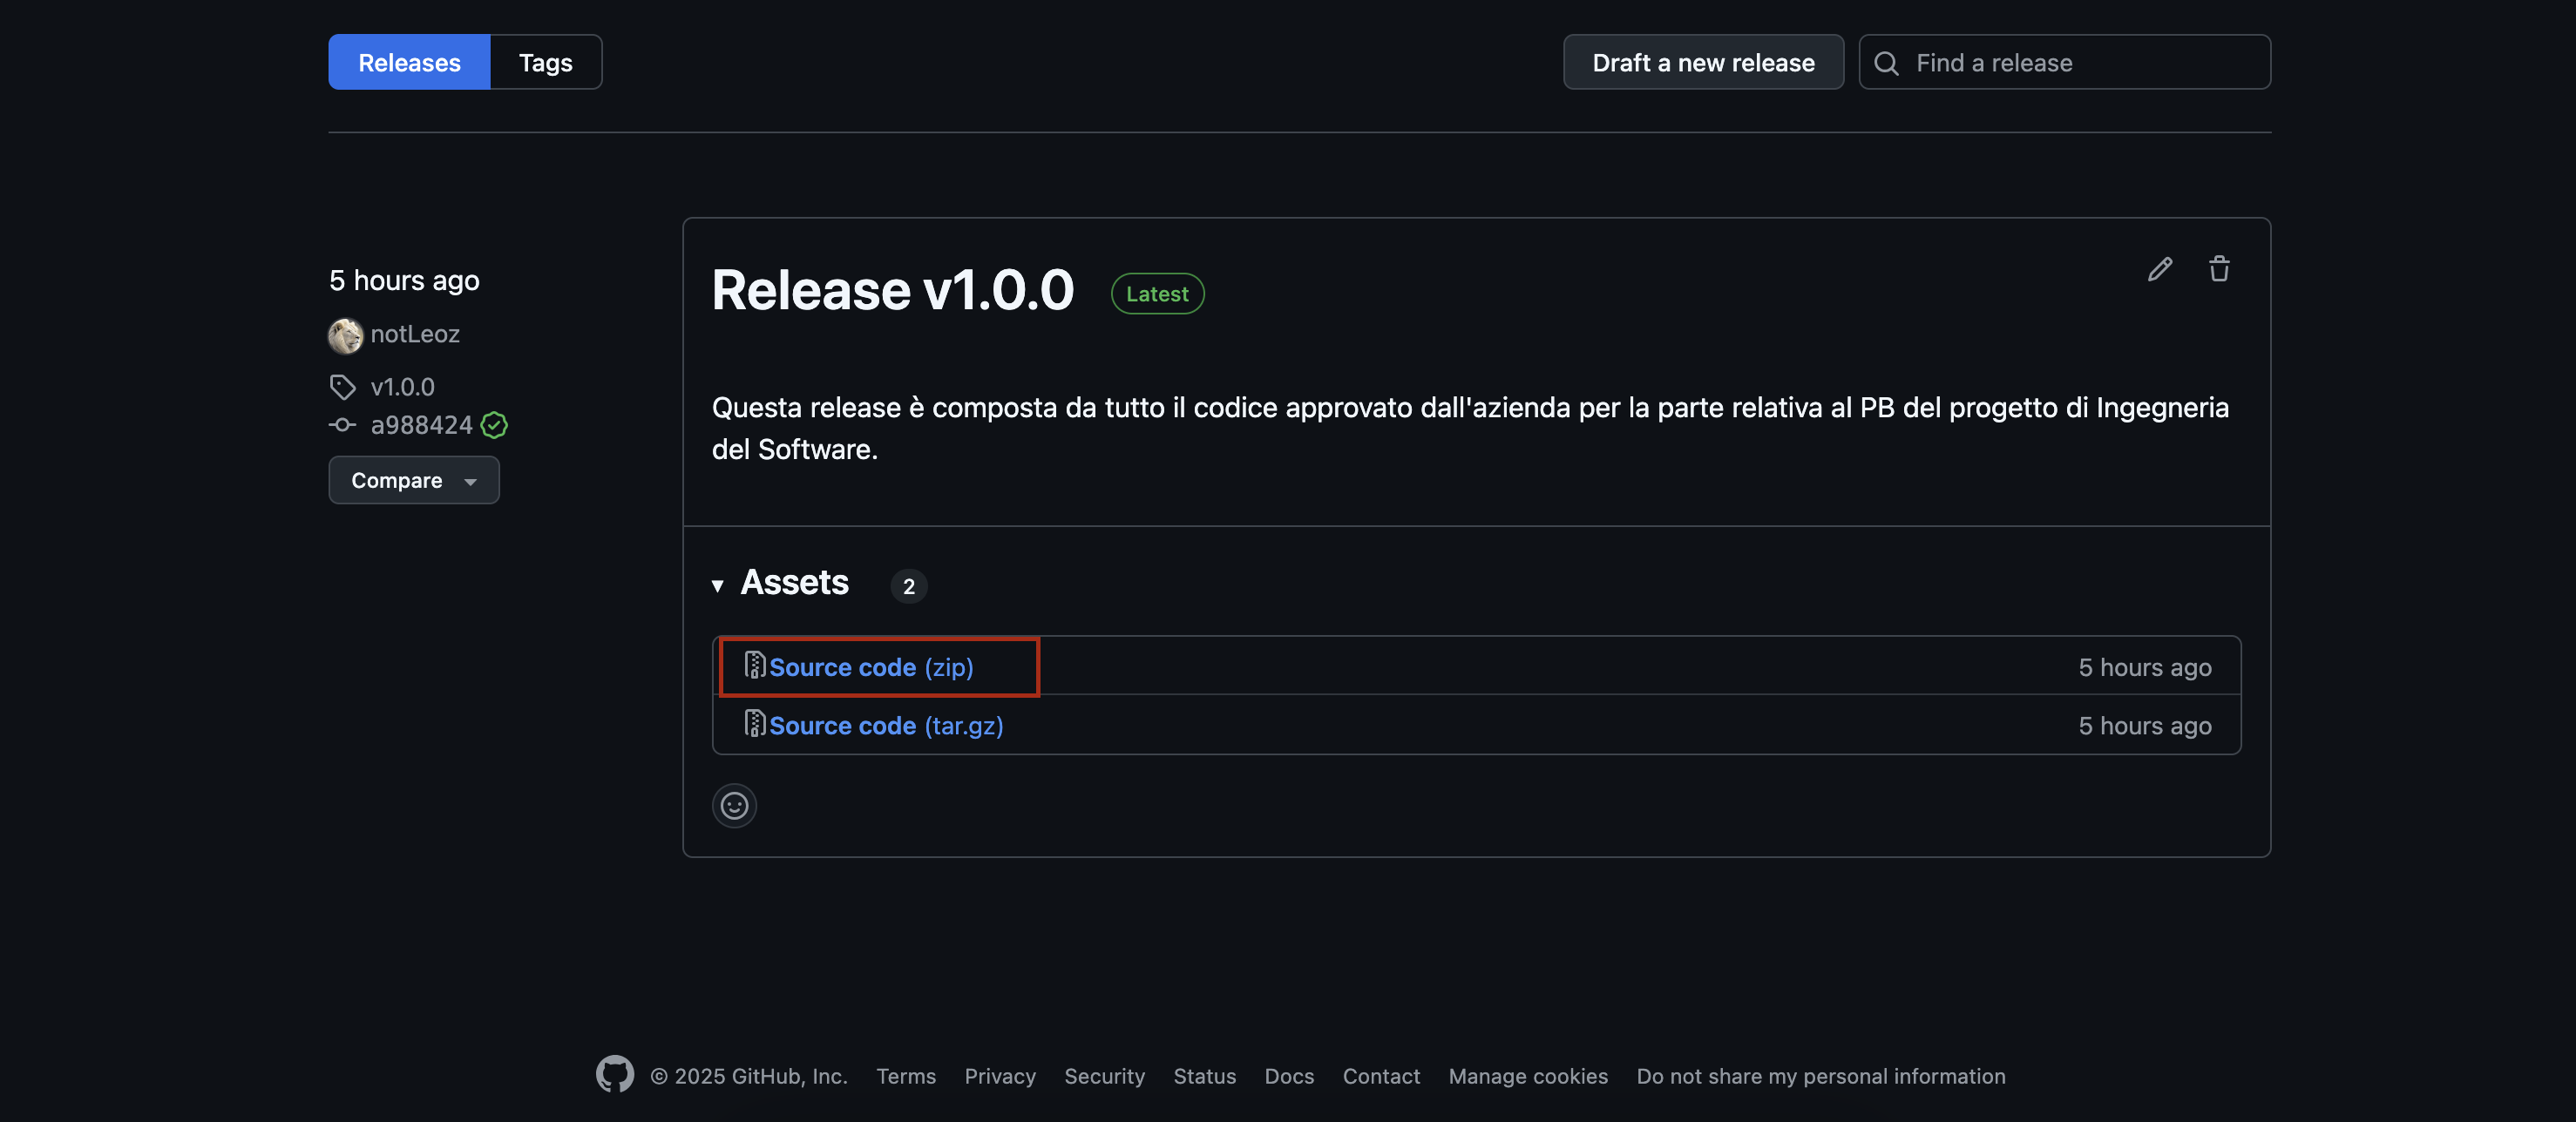 Releases Tags Draft a new release Find a release
5 hours ago
notLeoz
v1.0.0
a988424
Compare
Release v1.0.0 Latest
Questa release è composta da tutto il codice approvato dall'azienda per la parte relativa al PB del progetto di Ingegneria
del Software.
Assets 2
Source code (zip) 5 hours ago
Source code (tar.gz) 5 hours ago
© 2025 GitHub, Inc. Terms Privacy Security Status Docs Contact Manage cookies Do not share my personal information